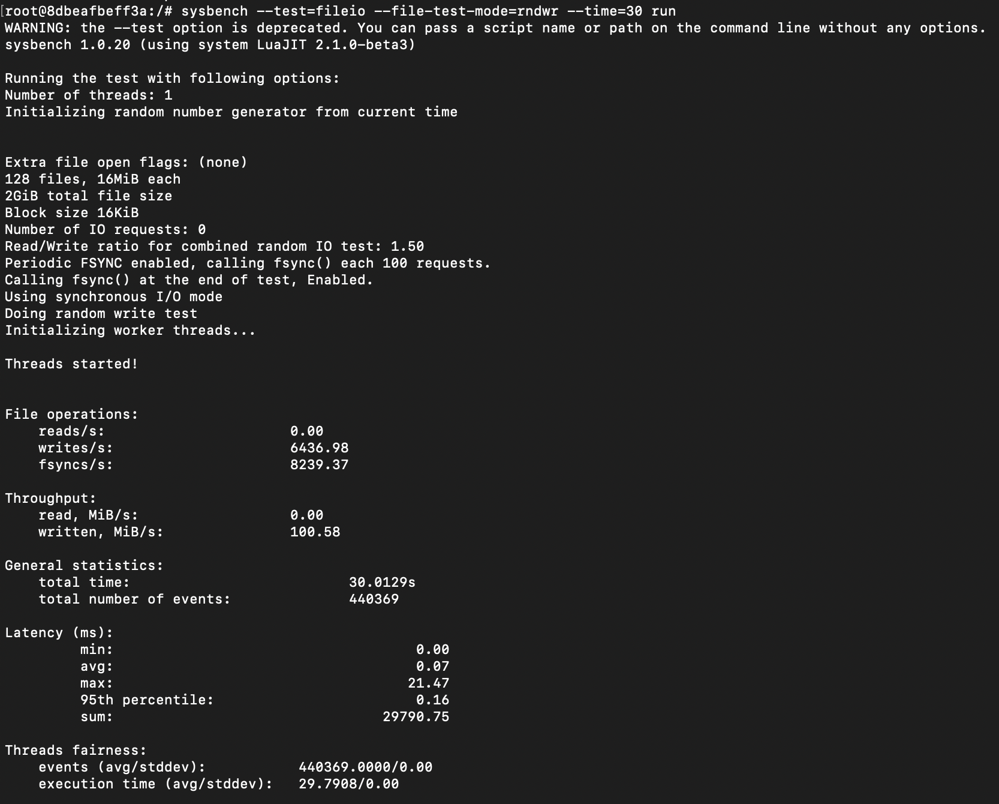 [root@8dbeafbeff3a:/# sysbench --test=fileio --file-test-mode=rndwr --time=30 run
WARNING: the --test option is deprecated. You can pass a script name or path on the command line without any options.
sysbench 1.0.20 (using system LuaJIT 2.1.0-beta3)
Running the test with following options:
Number of threads: 1
Initializing random number generator from current time
Extra file open flags: (none)
128 files, 16MiB each
2GiB total file size
Block size 16KiB
Number of IO requests: 0
Read/Write ratio for combined random IO test: 1.50
Periodic FSYNC enabled, calling fsync() each 100 requests.
Calling fsync() at the end of test, Enabled.
Using synchronous I/O mode
Doing random write test
Initializing worker threads...
Threads started!
File operations:
reads/s: 0.00
writes/s: 6436.98
fsyncs/s: 8239.37
Throughput:
read, MiB/s: 0.00
written, MiB/s: 100.58
General statistics:
total time: 30.0129s
total number of events: 440369
Latency (ms):
min: 0.00
avg: 0.07
max: 21.47
95th percentile: 0.16
sum: 29790.75
Threads fairness:
events (avg/stddev): 440369.0000/0.00
execution time (avg/stddev): 29.7908/0.00